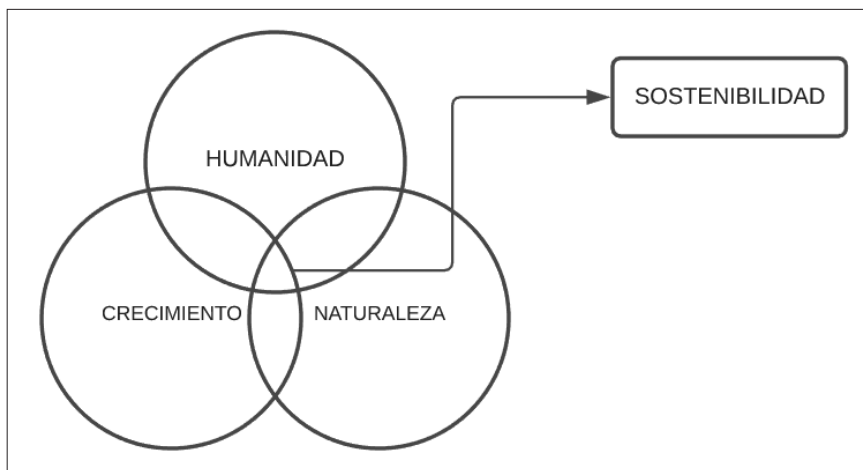 SOSTENIBILIDAD
HUMANIDAD
CRECIMIENTO
NATURALEZA